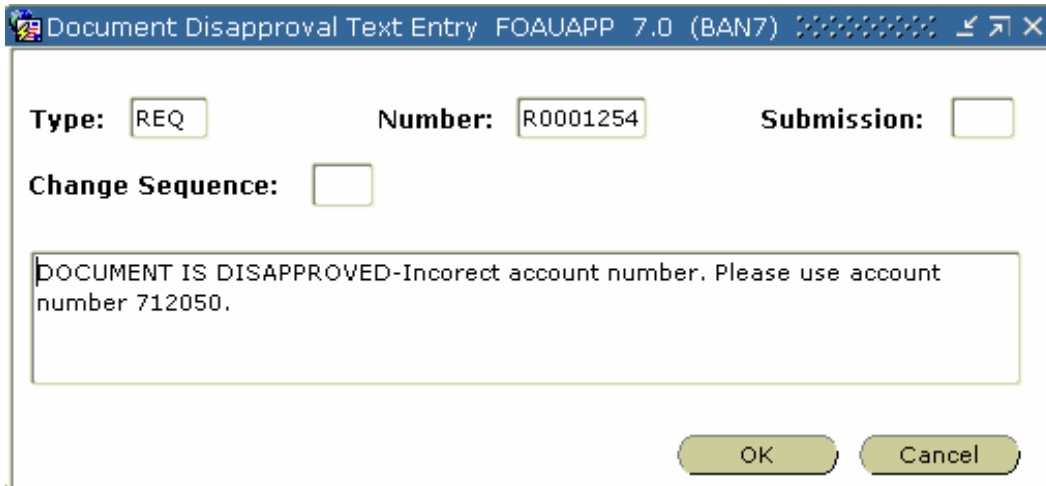 Document Disapproval Text Entry FOAUAPP 7.0 (BAN7)
Type: REQ Number: R0001254 Submission:
Change Sequence:
DOCUMENT IS DISAPPROVED-Incorect account number. Please use account
number 712050.
OK Cancel